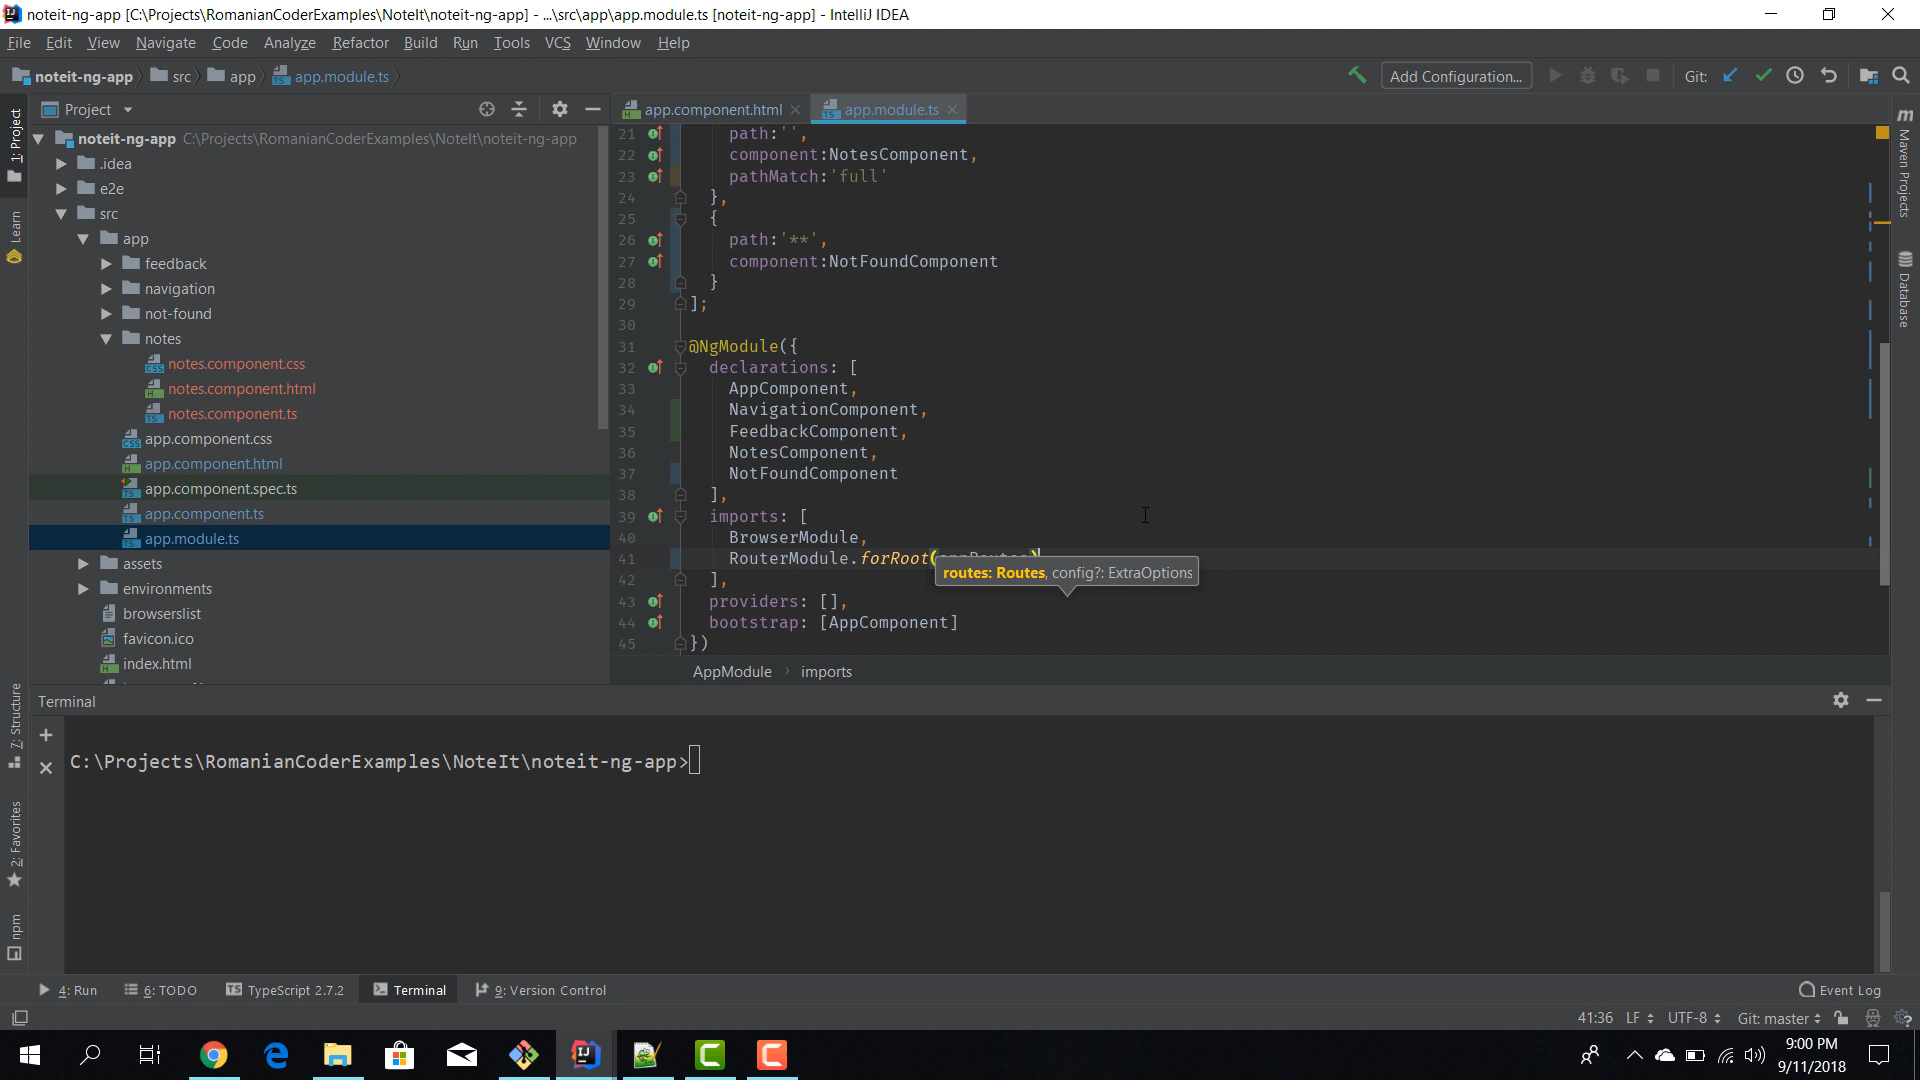 noteit-ng-app [C:\Projects\RomanianCoderExamples\NoteIt\noteit-ng-app] - ...\src\app\app.module.ts [noteit-ng-app] - IntelliJ IDEA
File Edit View Navigate Code Analyze Refactor Build Run Tools VCS Window Help
noteit-ng-app src app app.module.ts
Add Configuration... Git:
1: Project
Learn
7: Structure
2: Favorites
npm
Project
noteit-ng-app C:\Projects\RomanianCoderExamples\NoteIt\noteit-ng-app
.idea
e2e
src
app
feedback
navigation
not-found
notes
notes.component.css
notes.component.html
notes.component.ts
app.component.css
app.component.html
app.component.spec.ts
app.component.ts
app.module.ts
assets
environments
browserslist
favicon.ico
index.html
app.component.html app.module.ts
21 path:'',
22 component:NotesComponent,
23 pathMatch:'full'
24 },
25 {
26 path:'**',
27 component:NotFoundComponent
28 }
29 ];
30
31 @NgModule({
32 declarations: [
33 AppComponent,
34 NavigationComponent,
35 FeedbackComponent,
36 NotesComponent,
37 NotFoundComponent
38 ],
39 imports: [
40 BrowserModule,
41 RouterModule.forRoot(appRoutes)
routes: Routes, config?: ExtraOptions
42 ],
43 providers: [],
44 bootstrap: [AppComponent]
45 })
AppModule imports
Maven Projects
Database
Terminal
C:\Projects\RomanianCoderExamples\NoteIt\noteit-ng-app>
4: Run 6: TODO TypeScript 2.7.2 Terminal 9: Version Control Event Log
41:36 LF UTF-8 Git: master
9:00 PM
9/11/2018